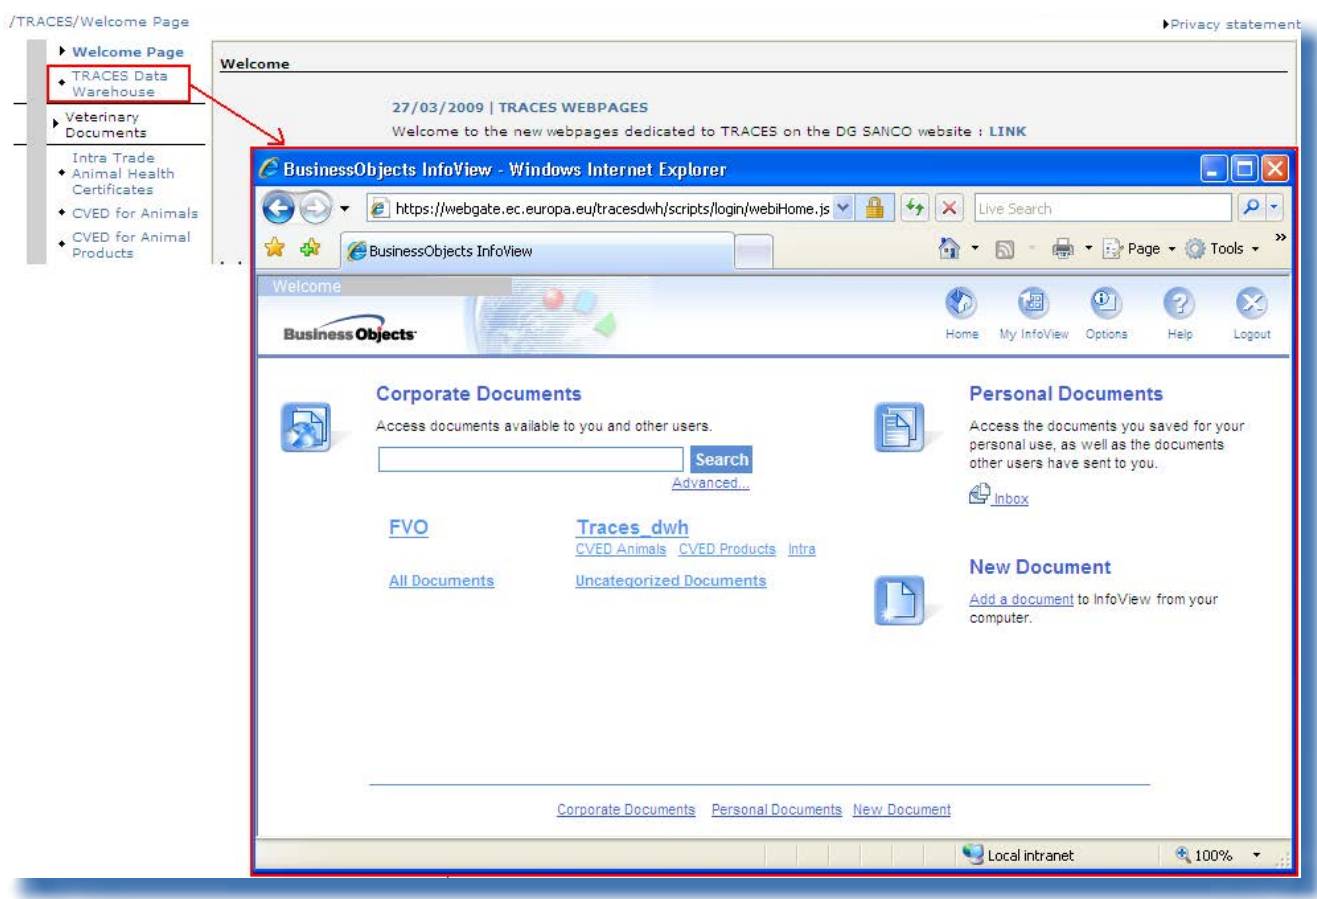 /TRACES/Welcome Page
Privacy statement
Welcome Page
TRACES Data
Warehouse
Veterinary
Documents
Intra Trade
Animal Health
Certificates
CVED for Animals
CVED for Animal
Products
Welcome
27/03/2009 | TRACES WEBPAGES
Welcome to the new webpages dedicated to TRACES on the DG SANCO website : LINK
BusinessObjects InfoView - Windows Internet Explorer
https://webgate.ec.europa.eu/tracesdwh/scripts/login/webiHome.js
Live Search
BusinessObjects InfoView
Page
Tools
Welcome
Business Objects
Home My InfoView Options Help Logout
Corporate Documents
Access documents available to you and other users.
Search
Advanced...
FVO
Traces_dwh
CVED Animals CVED Products Intra
All Documents
Uncategorized Documents
Personal Documents
Access the documents you saved for your
personal use, as well as the documents
other users have sent to you.
Inbox
New Document
Add a document to InfoView from your
computer.
Corporate Documents Personal Documents New Document
Local intranet
100%